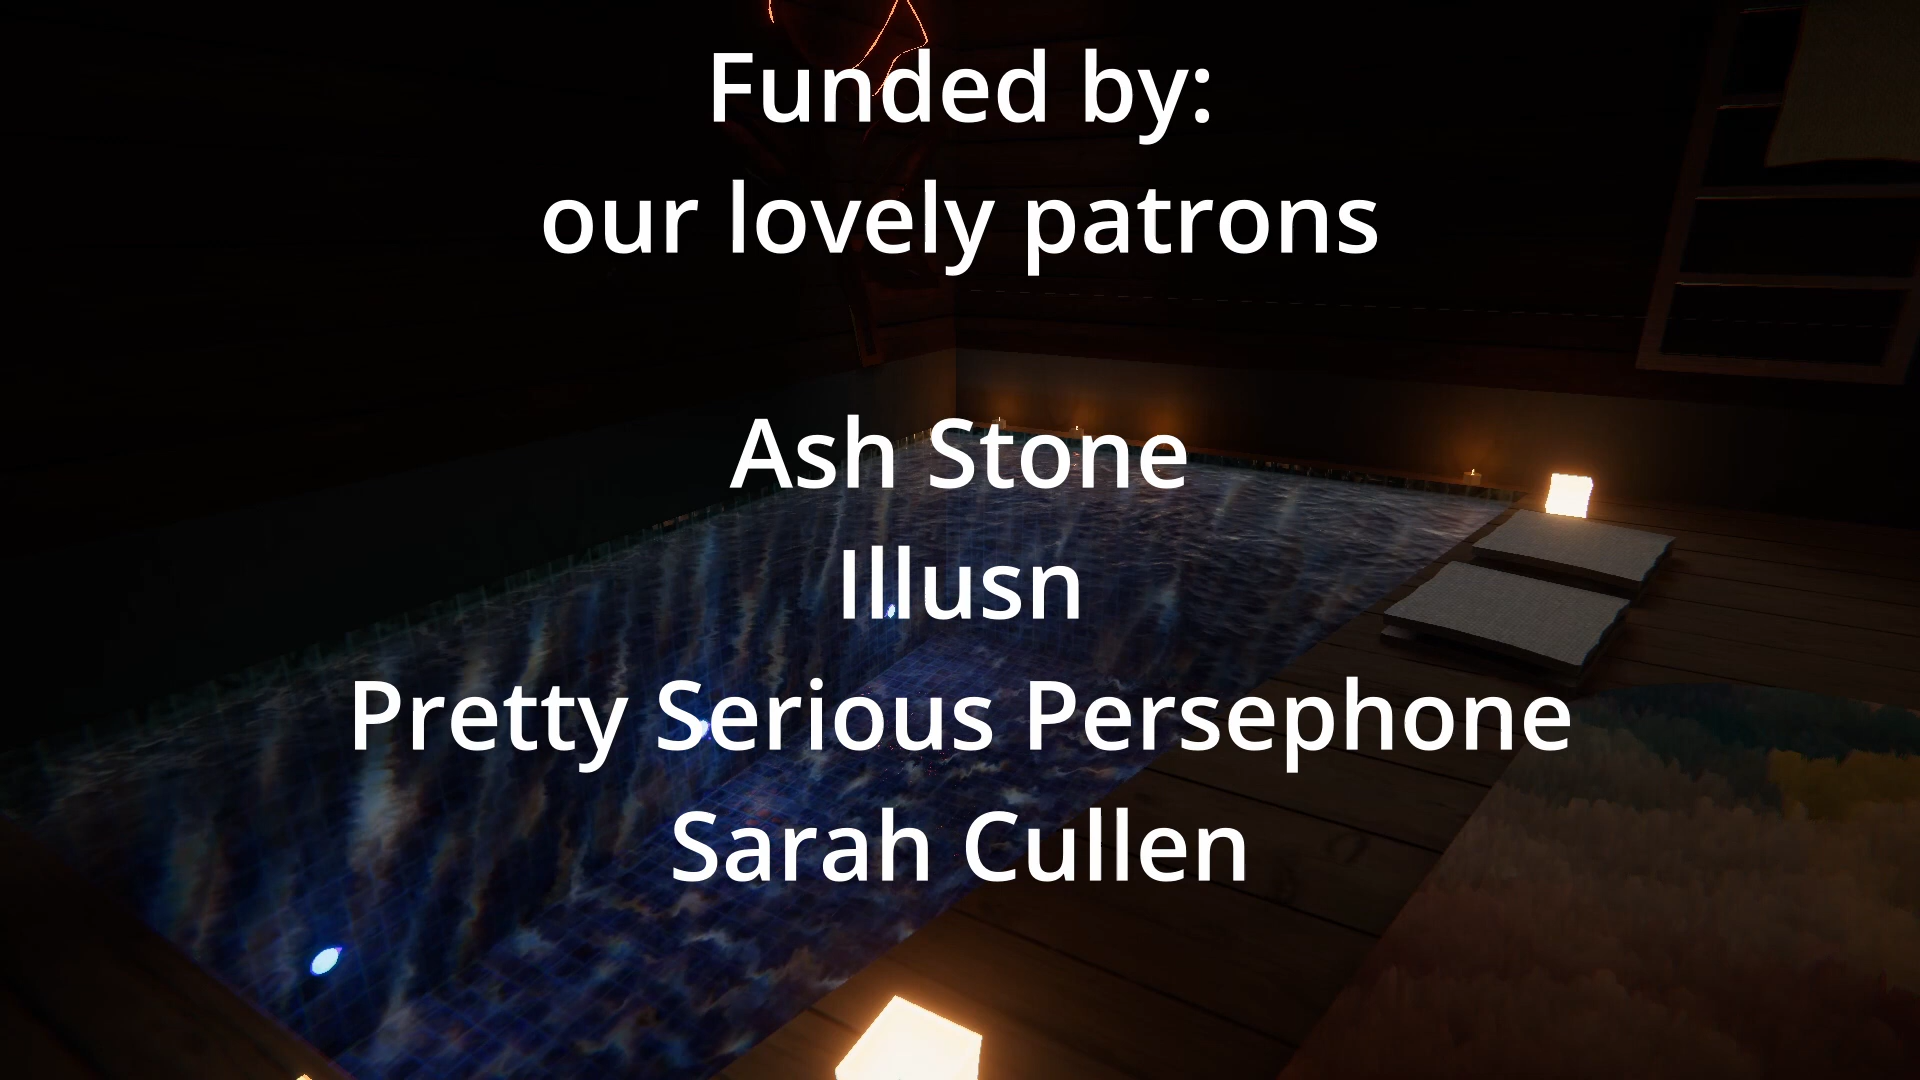 Funded by:
our lovely patrons
Ash Stone
Illusn
Pretty Serious Persephone
Sarah Cullen